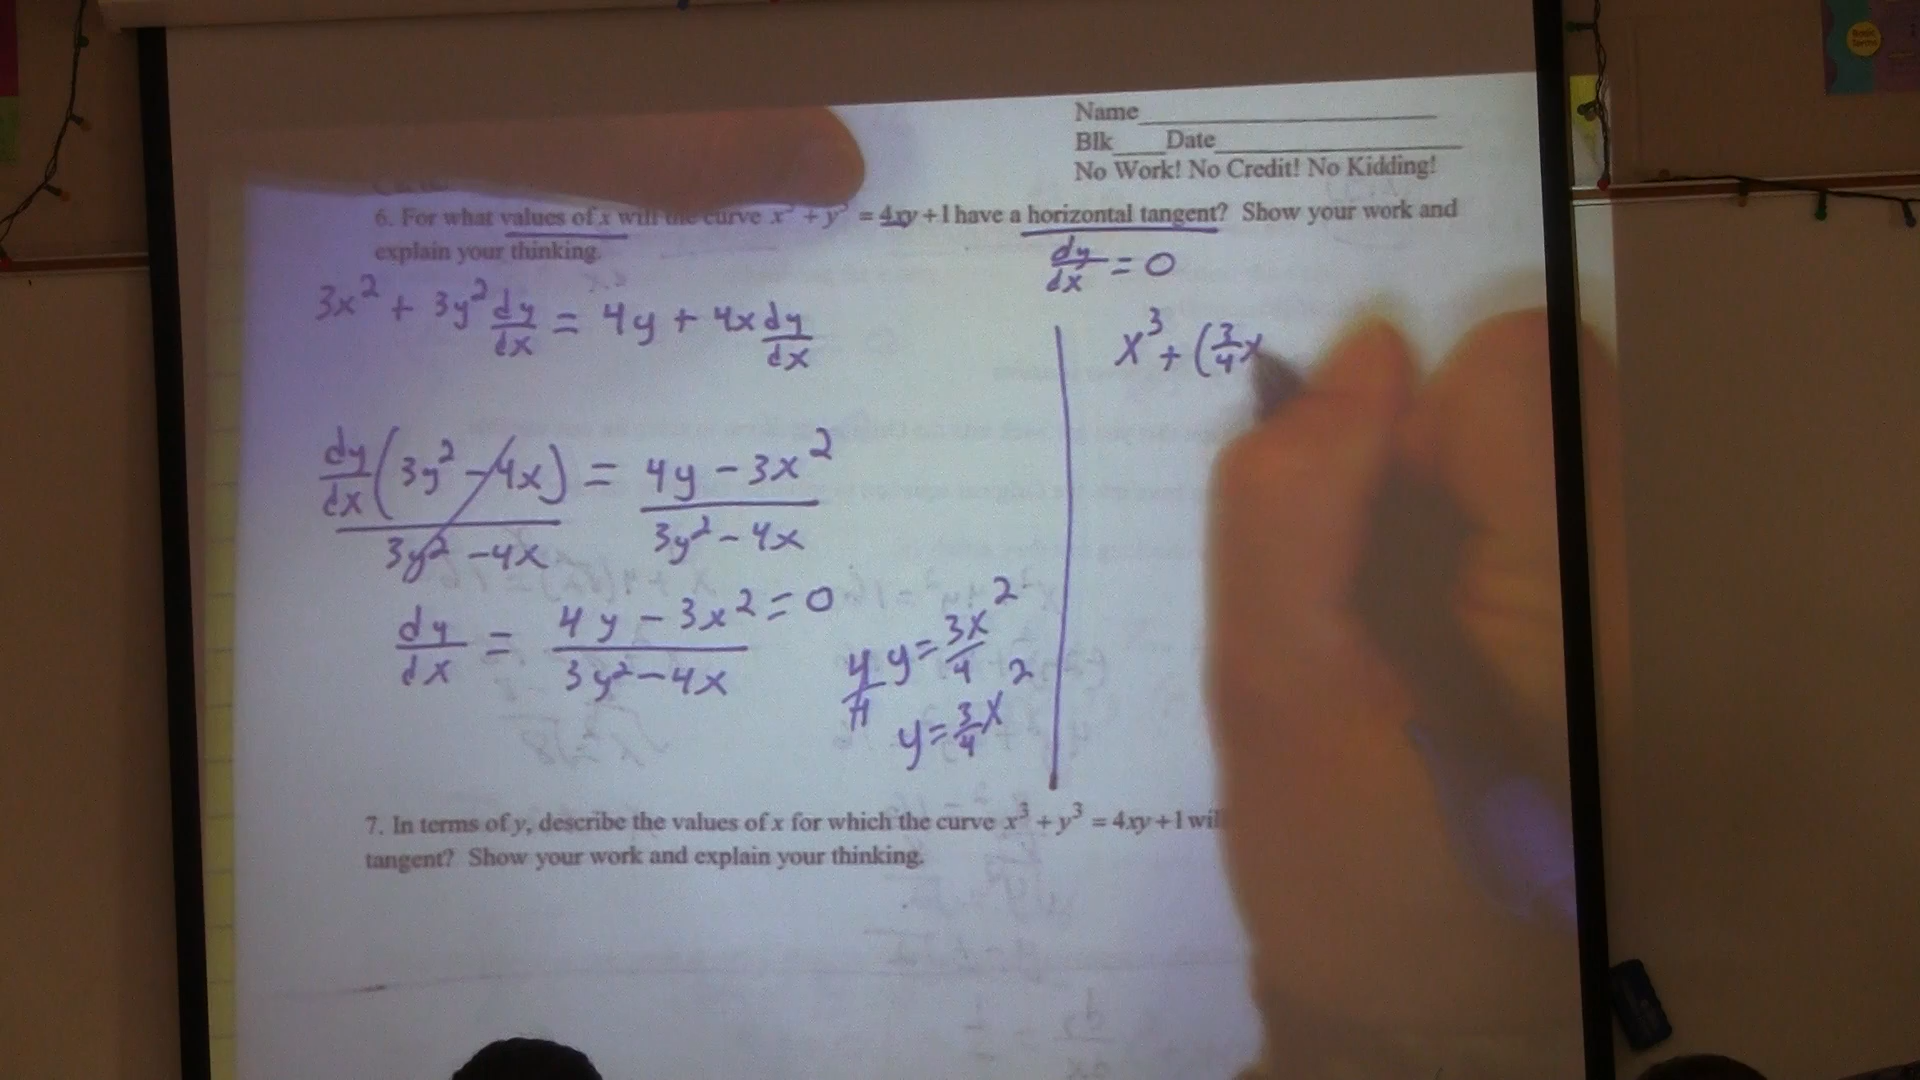 Name
Blk Date
No Work! No Credit! No Kidding!
6. For what values of x will the curve x³ + y³ = 4xy + 1 have a horizontal tangent? Show your work and
explain your thinking.
dy/dx = 0
3x² + 3y² dy/dx = 4y + 4x dy/dx
x³ + (3/4 x
dy/dx (3y² - 4x) / 3y² - 4x = 4y - 3x² / 3y² - 4x
dy/dx = 4y - 3x² = 0 / 3y² - 4x
4/4 y = 3x²/4
y = 3/4 x²
7. In terms of y, describe the values of x for which the curve x³ + y³ = 4xy + 1 wil
tangent? Show your work and explain your thinking.